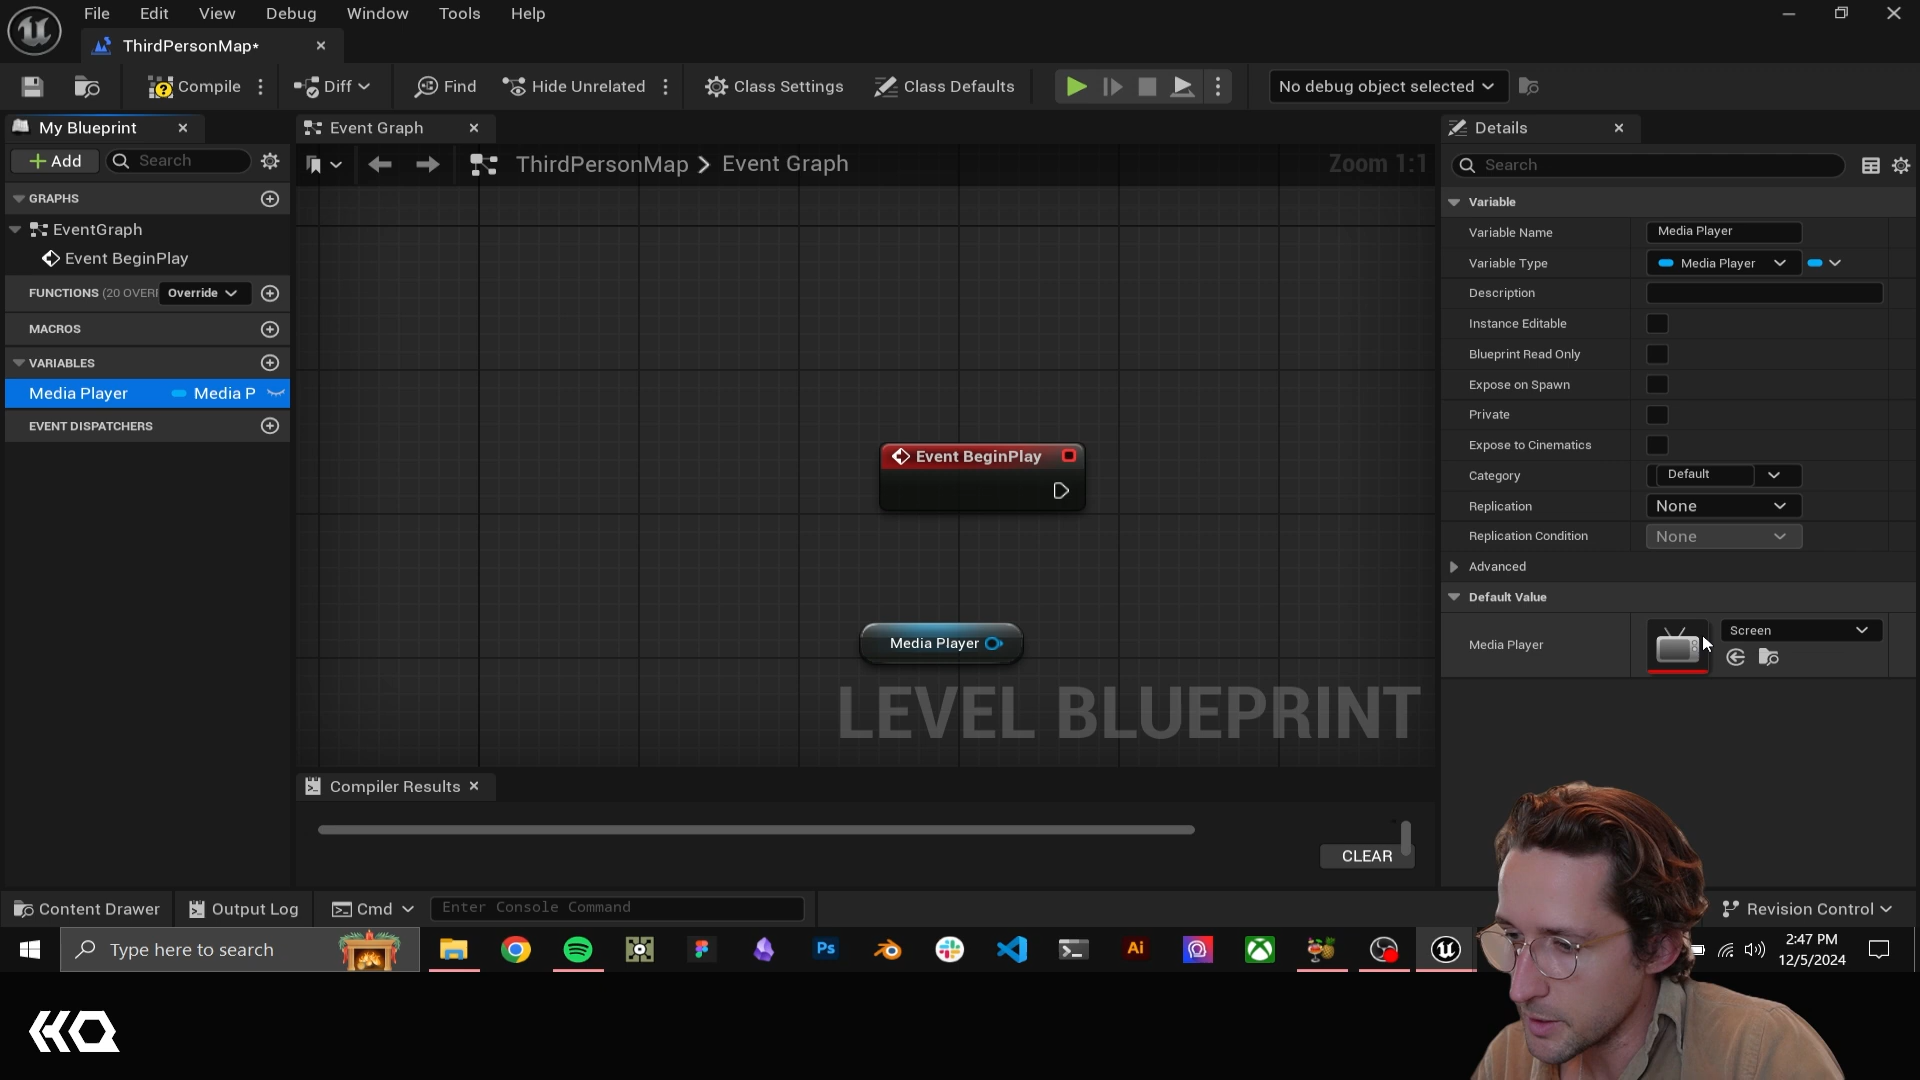 File Edit View Debug Window Tools Help
ThirdPersonMap*
Compile Diff Find Hide Unrelated Class Settings Class Defaults No debug object selected
My Blueprint
Event Graph
Details
Add Search
ThirdPersonMap > Event Graph
Zoom 1:1
Search
GRAPHS
EventGraph
Event BeginPlay
FUNCTIONS (20 OVERI Override
MACROS
VARIABLES
Media Player Media P
EVENT DISPATCHERS
Event BeginPlay
Media Player
LEVEL BLUEPRINT
Variable
Variable Name Media Player
Variable Type Media Player
Description
Instance Editable
Blueprint Read Only
Expose on Spawn
Private
Expose to Cinematics
Category Default
Replication None
Replication Condition None
Advanced
Default Value
Media Player Screen
Compiler Results
CLEAR
Content Drawer Output Log Cmd Enter Console Command Revision Control
Type here to search
Ps
Ai
2:47 PM
12/5/2024
HQ